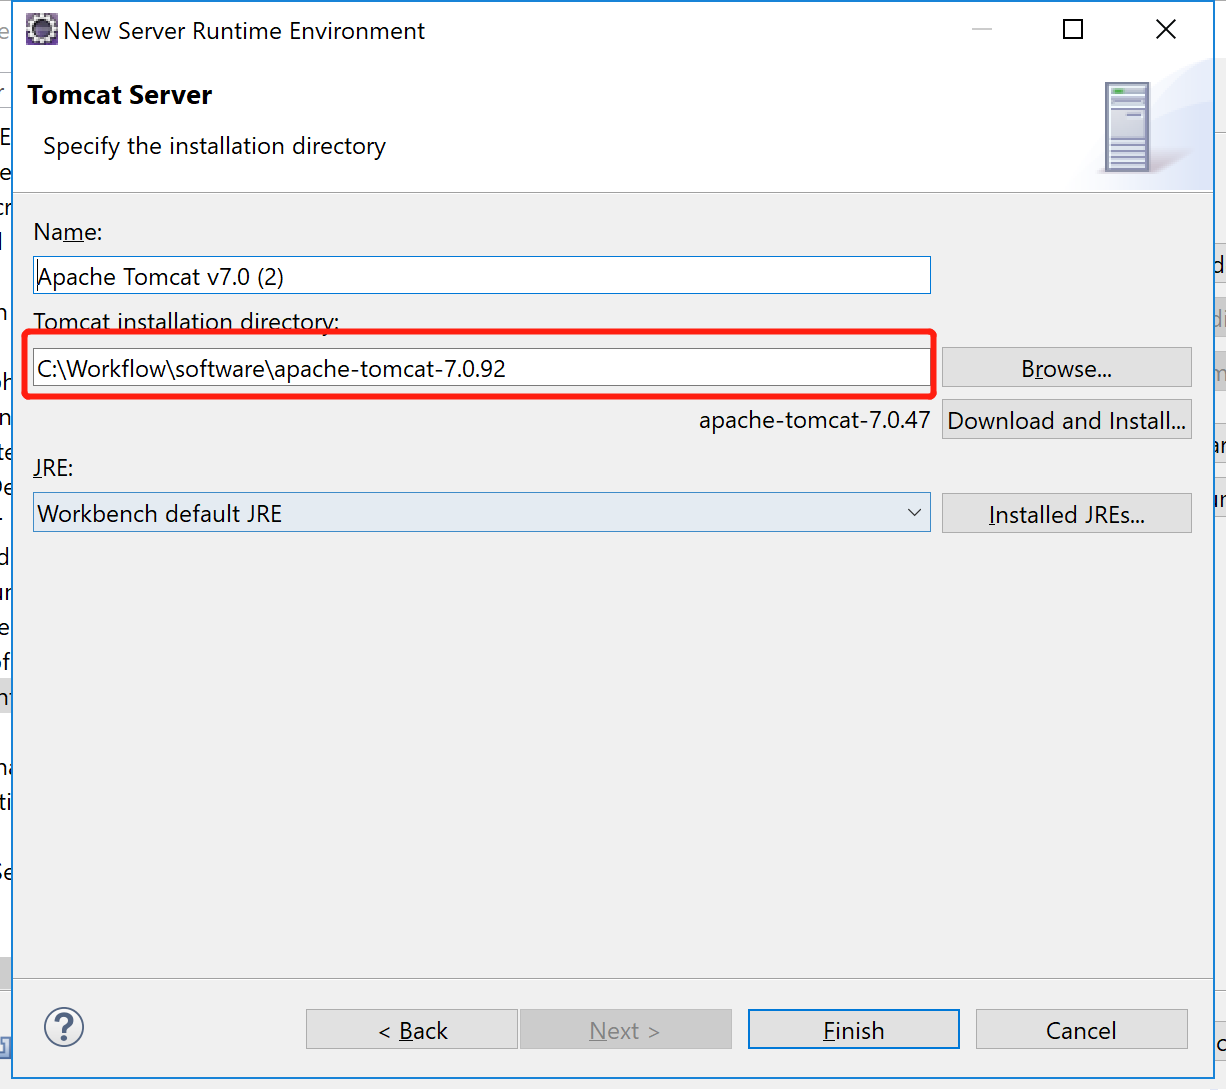 New Server Runtime Environment
Tomcat Server
Specify the installation directory
Name:
Apache Tomcat v7.0 (2)
Tomcat installation directory:
C:\Workflow\software\apache-tomcat-7.0.92
Browse...
apache-tomcat-7.0.47
Download and Install...
JRE:
Workbench default JRE
Installed JREs...
?
< Back
Next >
Finish
Cancel